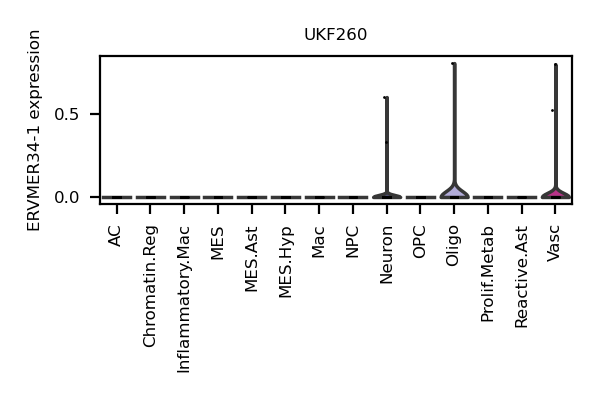 UKF260
ERVMER34-1 expression
0.5
0.0
AC
Chromatin.Reg
Inflammatory.Mac
MES
MES.Ast
MES.Hyp
Mac
NPC
Neuron
OPC
Oligo
Prolif.Metab
Reactive.Ast
Vasc